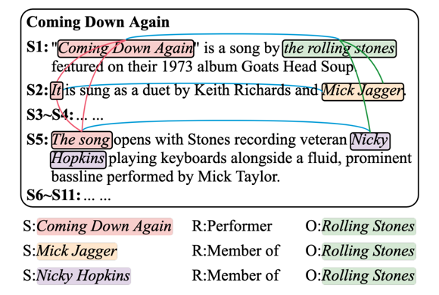 Coming Down Again
S1: "Coming Down Again" is a song by the rolling stones
featured on their 1973 album Goats Head Soup
S2: It is sung as a duet by Keith Richards and Mick Jagger.
S3~S4: ... ...
S5: The song opens with Stones recording veteran Nicky
Hopkins playing keyboards alongside a fluid, prominent
bassline performed by Mick Taylor.
S6~S11: ... ...
S:Coming Down Again R:Performer O:Rolling Stones
S:Mick Jagger R:Member of O:Rolling Stones
S:Nicky Hopkins R:Member of O:Rolling Stones